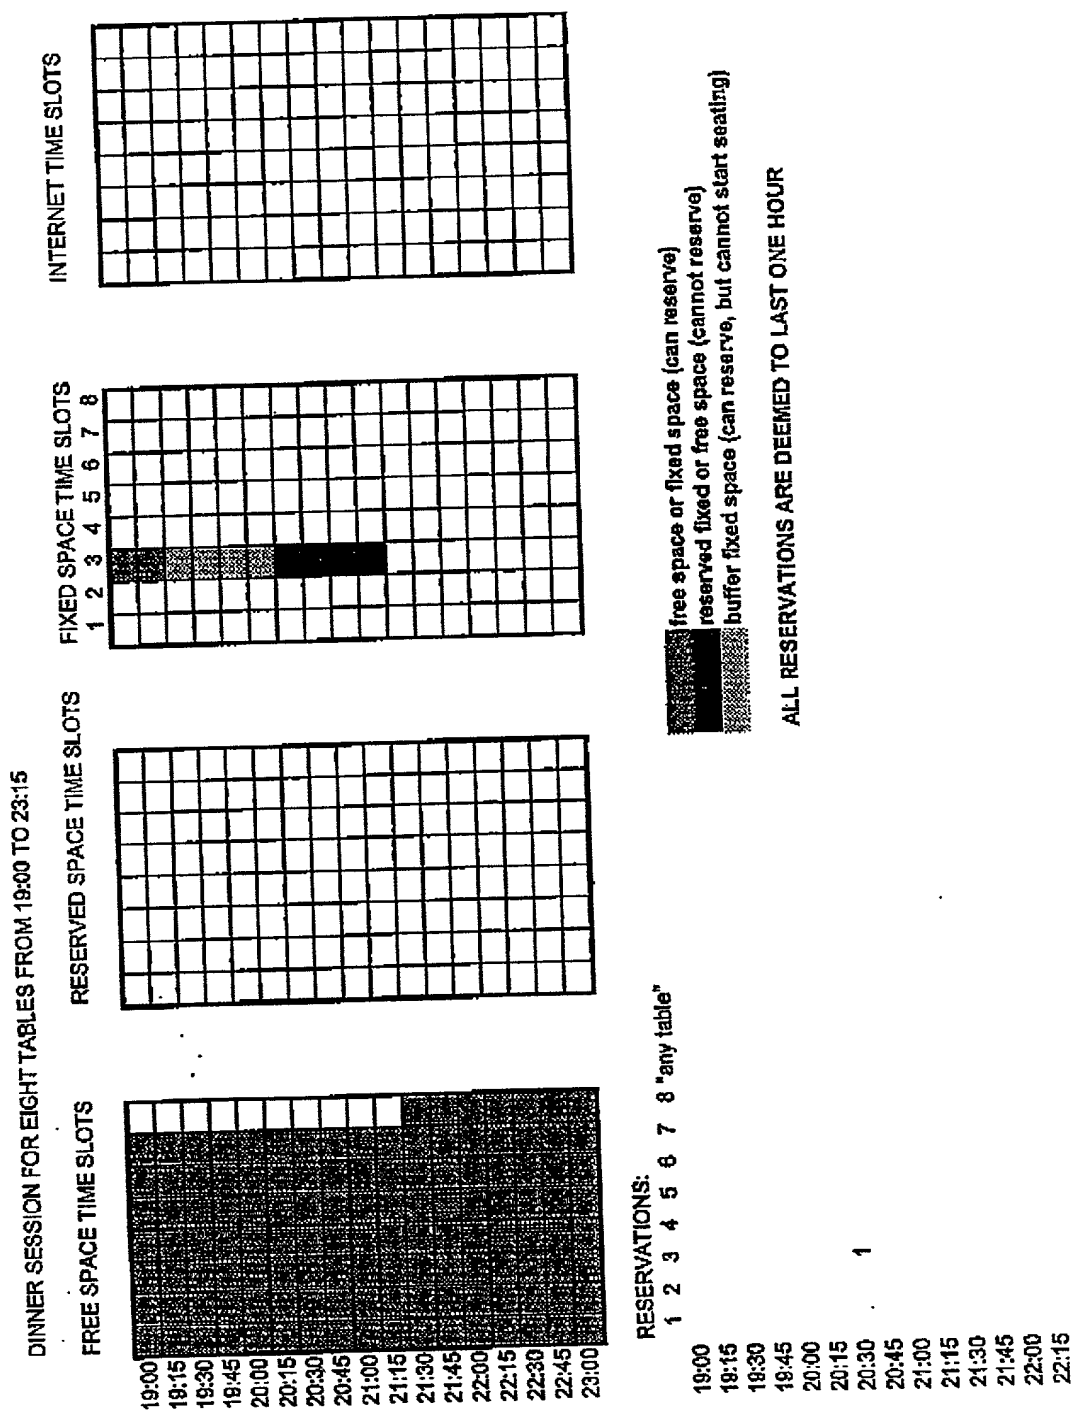 DINNER SESSION FOR EIGHT TABLES FROM 19:00 TO 23:15
FREE SPACE TIME SLOTS
RESERVED SPACE TIME SLOTS
FIXED SPACE TIME SLOTS
INTERNET TIME SLOTS
1 2 3 4 5 6 7 8
19:00
19:15
19:30
19:45
20:00
20:15
20:30
20:45
21:00
21:15
21:30
21:45
22:00
22:15
22:30
22:45
23:00
RESERVATIONS:
1 2 3 4 5 6 7 8 "any table"
19:00
19:15
19:30
19:45
20:00
20:15
20:30 1
20:45
21:00
21:15
21:30
21:45
22:00
22:15
free space or fixed space (can reserve)
reserved fixed or free space (cannot reserve)
buffer fixed space (can reserve, but cannot start seating)
ALL RESERVATIONS ARE DEEMED TO LAST ONE HOUR